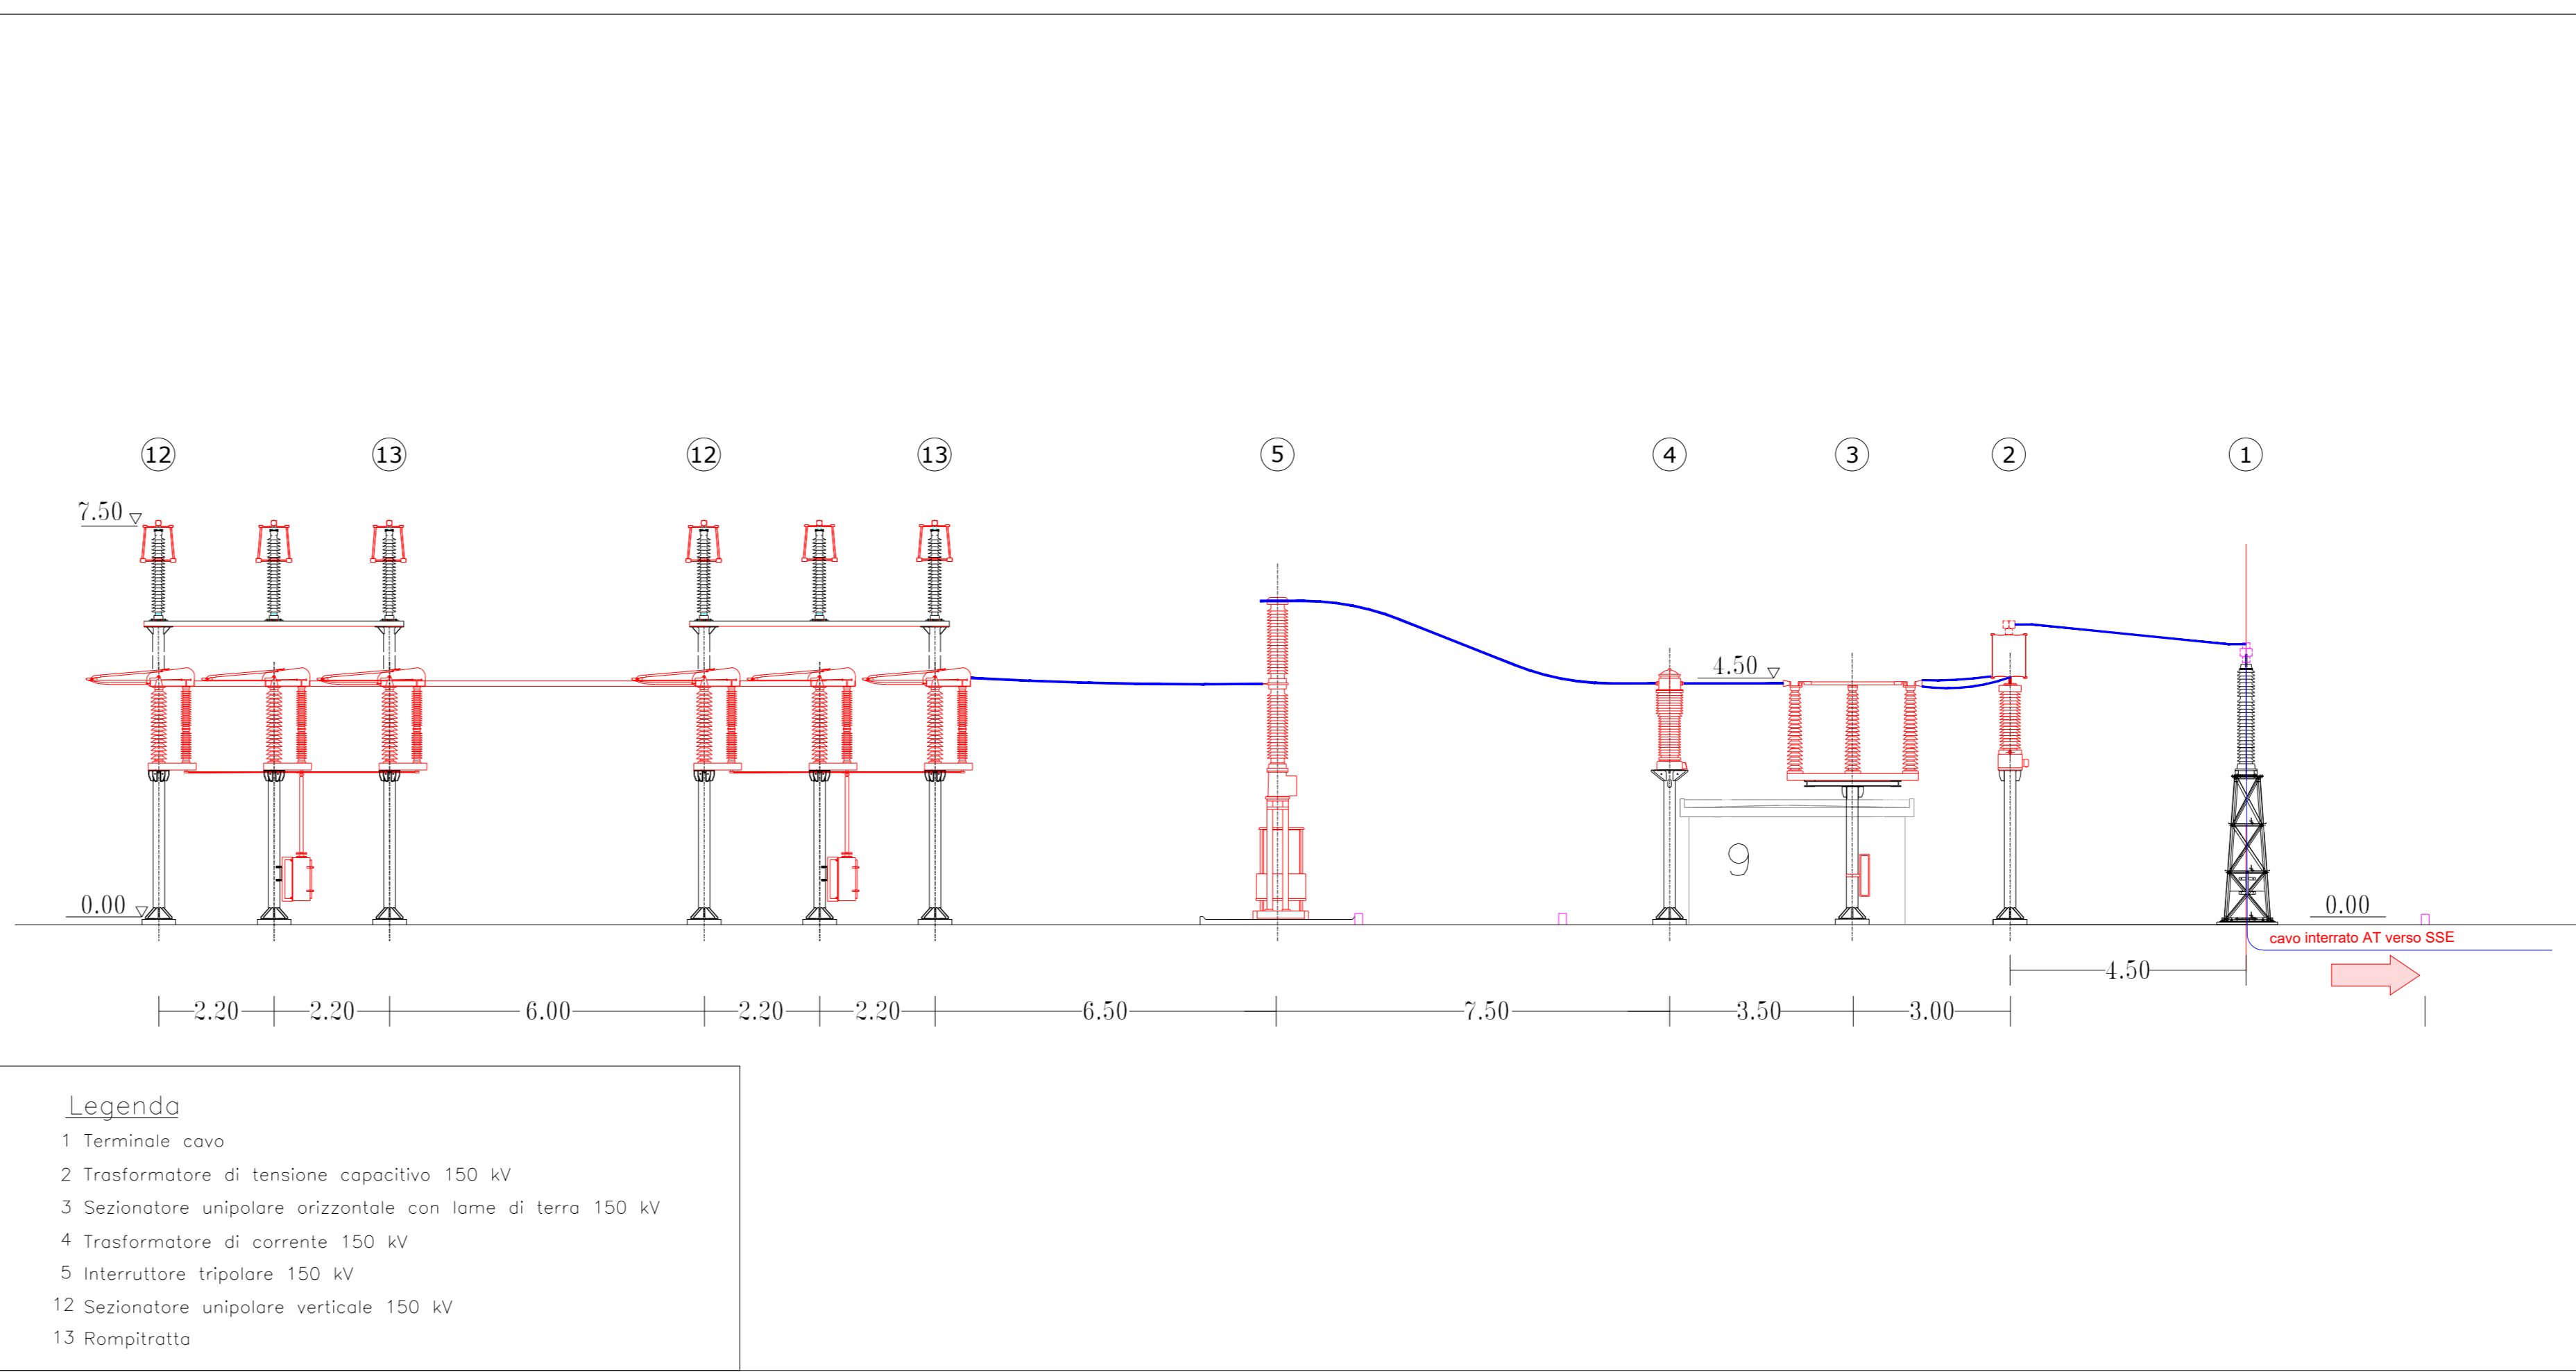 12 13 12 13 5 4 3 2 1
7.50
4.50
9
0.00
0.00
cavo interrato AT verso SSE
4.50
2.20 2.20 6.00 2.20 2.20 6.50 7.50 3.50 3.00
Legenda
1 Terminale cavo
2 Trasformatore di tensione capacitivo 150 kV
3 Sezionatore unipolare orizzontale con lame di terra 150 kV
4 Trasformatore di corrente 150 kV
5 Interruttore tripolare 150 kV
12 Sezionatore unipolare verticale 150 kV
13 Rompitratta